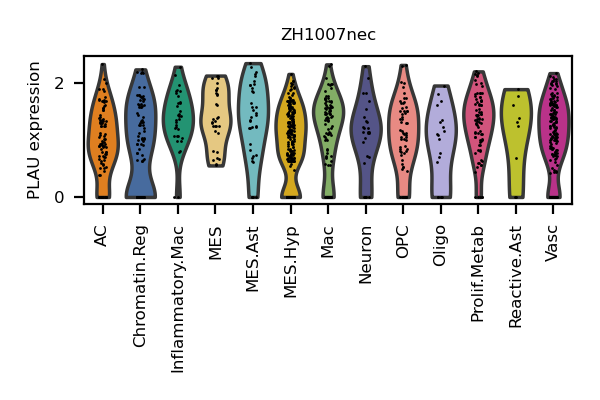 ZH1007nec
PLAU expression
2
0
AC
Chromatin.Reg
Inflammatory.Mac
MES
MES.Ast
MES.Hyp
Mac
Neuron
OPC
Oligo
Prolif.Metab
Reactive.Ast
Vasc